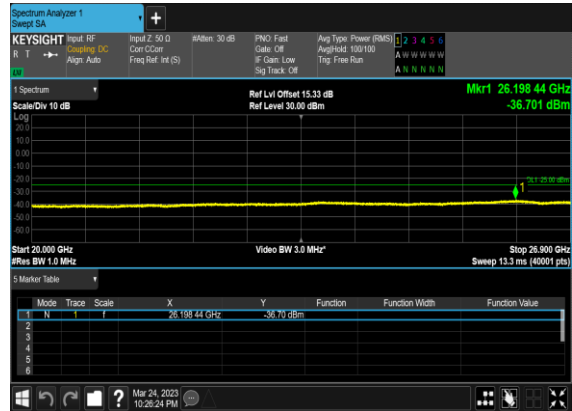 Spectrum Analyzer 1
Swept SA
+
KEYSIGHT Input: RF Input Z: 50 Ω #Atten: 30 dB PNO: Fast Avg Type: Power (RMS) 1 2 3 4 5 6
R T Coupling: DC Corr CCorr Gate: Off Avg|Hold: 100/100 A W W W W W
Align: Auto Freq Ref: Int (S) IF Gain: Low Trig: Free Run
Sig Track: Off A N N N N N
1 Spectrum Ref Lvl Offset 15.33 dB Mkr1 26.198 44 GHz
Scale/Div 10 dB Ref Level 30.00 dBm -36.701 dBm
Log
20.0
10.0
0.00
-10.0
-20.0
DL1 -25.00 dBm
1
-30.0
-40.0
-50.0
-60.0
Start 20.000 GHz Video BW 3.0 MHz* Stop 26.900 GHz
#Res BW 1.0 MHz Sweep 13.3 ms (40001 pts)
5 Marker Table
Mode Trace Scale X Y Function Function Width Function Value
1 N 1 f 26.198 44 GHz -36.70 dBm
2
3
4
5
6
? Mar 24, 2023
10:26:24 PM